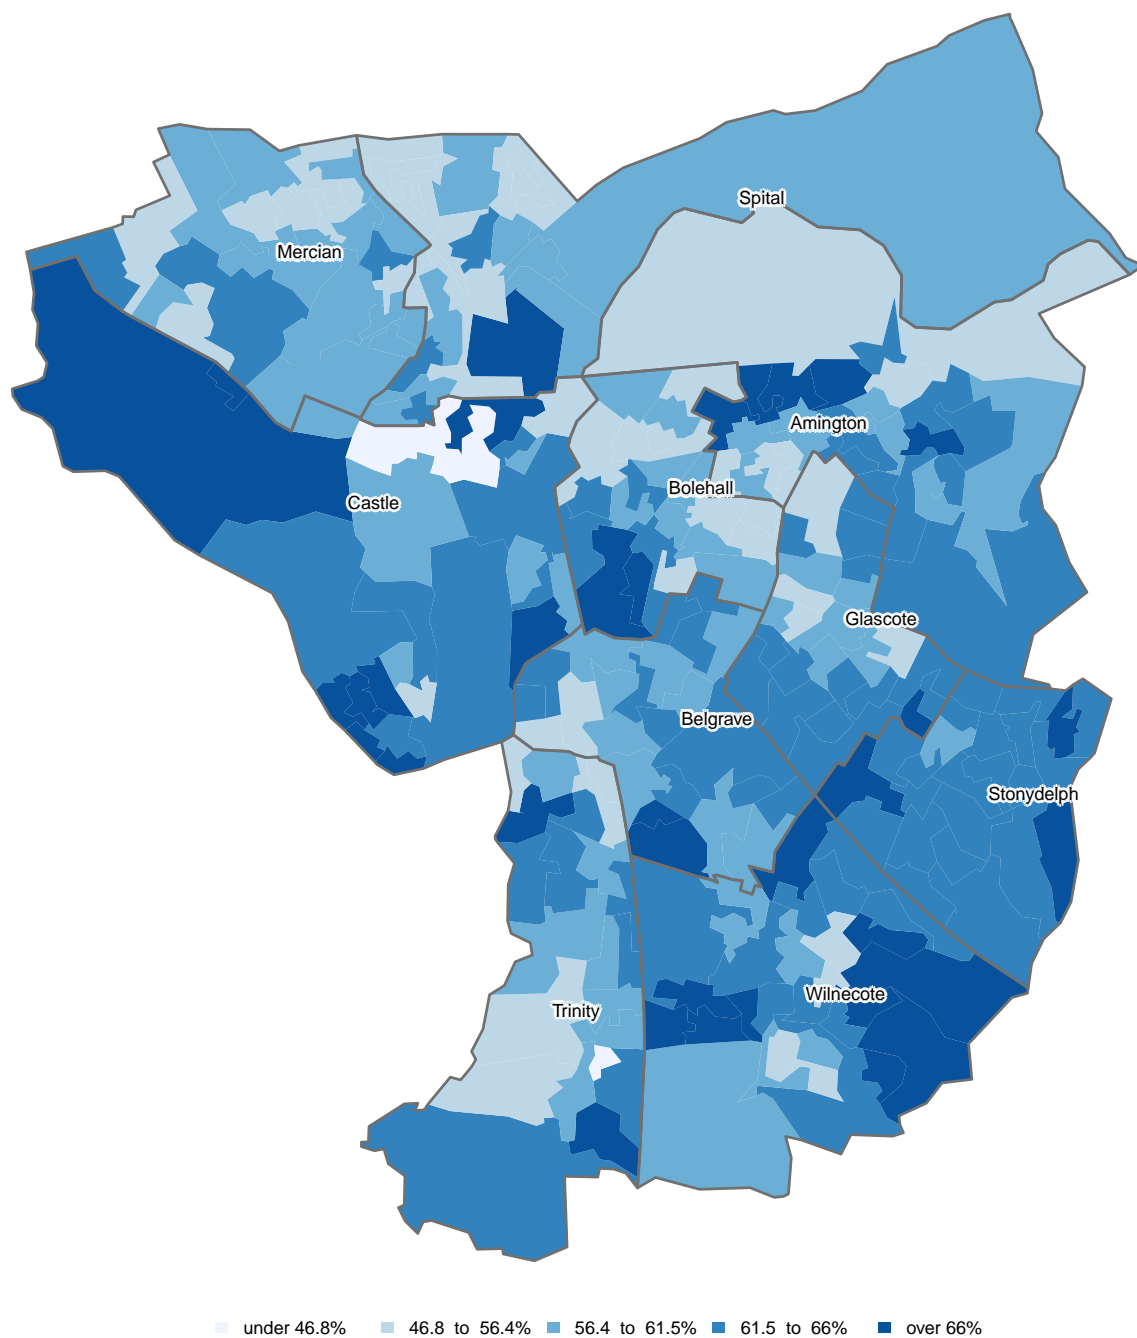 Spital
Mercian
Amington
Bolehall
Castle
Glascote
Belgrave
Stonydelph
Wilnecote
Trinity
under 46.8% 46.8 to 56.4% 56.4 to 61.5% 61.5 to 66% over 66%